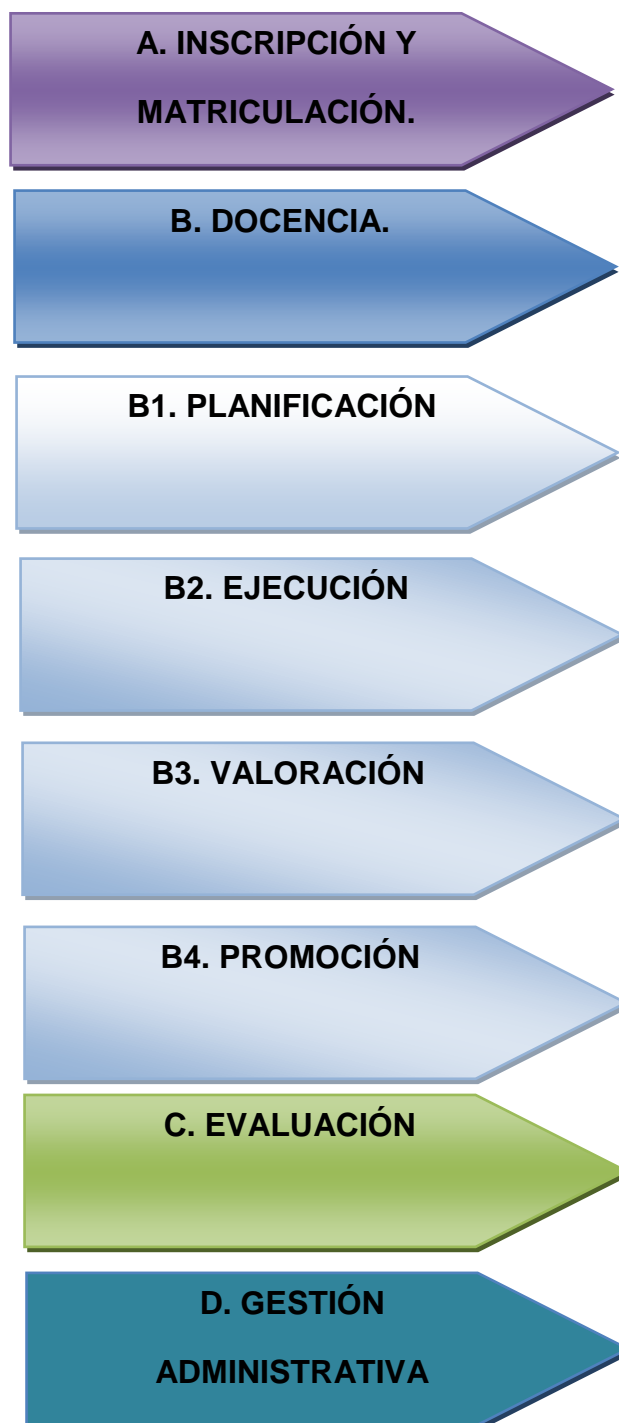 A. INSCRIPCIÓN Y
MATRICULACIÓN.
B. DOCENCIA.
B1. PLANIFICACIÓN
B2. EJECUCIÓN
B3. VALORACIÓN
B4. PROMOCIÓN
C. EVALUACIÓN
D. GESTIÓN
ADMINISTRATIVA